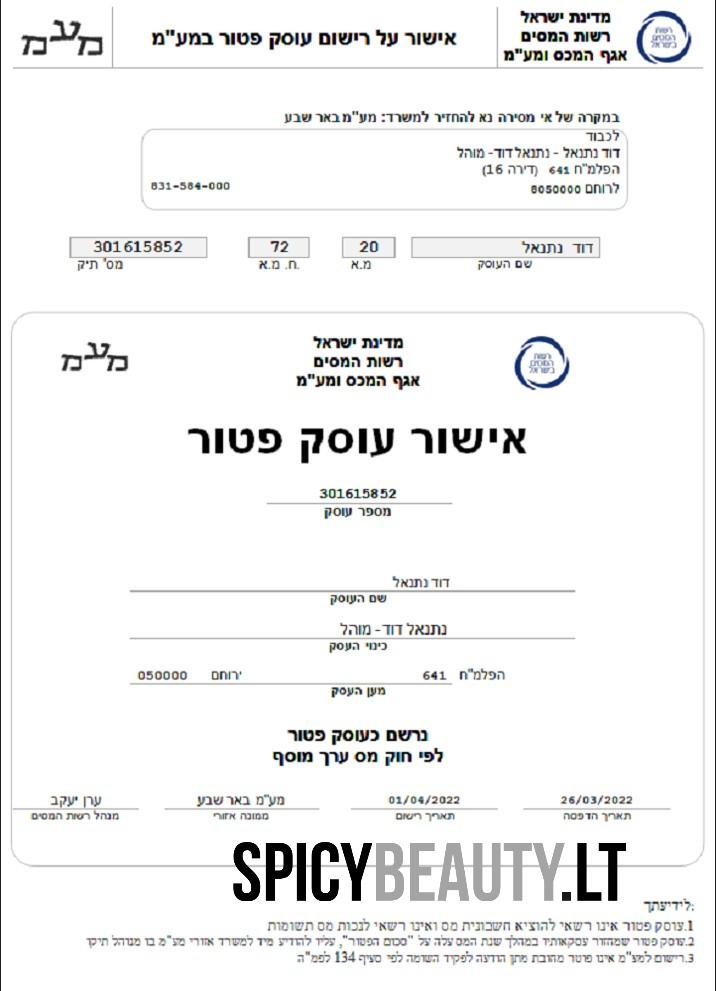 מדינת ישראל
רשות המסים
אגף המכס ומע"מ
רשות המסים בישראל
אישור על רישום עוסק פטור במע"מ
מעמ
במקרה של אי מסירה נא להחזיר למשרד: מע"מ באר שבע
לכבוד
דוד נתנאל - נתנאל דוד- מוהל
הפלמ"ח 641 (דירה 16)
לרוחם 8050000
831-584-000
דוד נתנאל 20 72 301615852
שם העוסק מ.א ח. מ.א מס' תיק
מדינת ישראל
רשות המסים
אגף המכס ומע"מ
רשות המסים בישראל
מעמ
אישור עוסק פטור
301615852
מספר עוסק
דוד נתנאל
שם העוסק
נתנאל דוד- מוהל
כינוי העסק
הפלמ"ח 641 ירוחם 050000
מען העסק
נרשם כעוסק פטור
לפי חוק מס ערך מוסף
26/03/2022 01/04/2022 מע"מ באר שבע ערן יעקב
תאריך הדפסה תאריך רישום ממונה אזורי מנהל רשות המסים
SPICYBEAUTY.LT
לידיעתך:
1.עוסק פטור אינו רשאי להוציא חשבונית מס ואינו רשאי לנכות מס תשומות
2.עוסק פטור שמחזור עסקאותיו במהלך שנת המס עלה על "סכום הפטור", עליו להודיע מיד למשרד אזורי מע"מ בו מנוהל תיקו
3.רישום למע"מ אינו פוטר מחובת מתן הודעה לפקיד השומה לפי סעיף 134 לפמ"ה